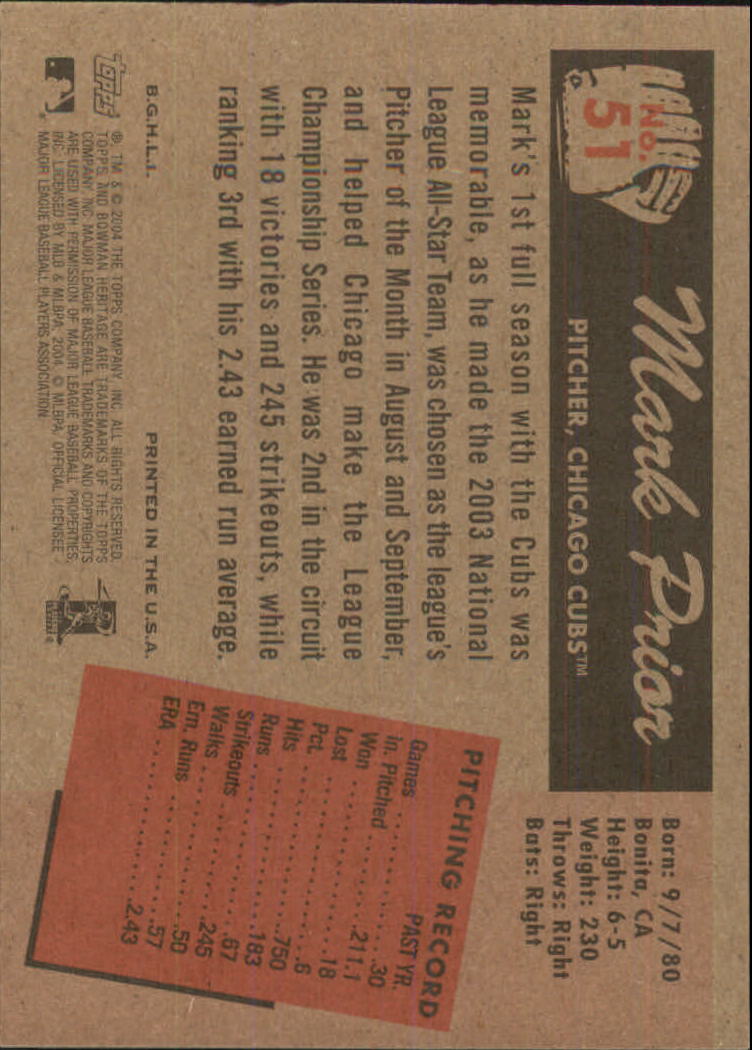 No.
51
Mark Prior
PITCHER, CHICAGO CUBS™
Born: 9/7/80
Bonita, CA
Height: 6-5
Weight: 230
Throws: Right
Bats: Right
Mark's 1st full season with the Cubs was
memorable, as he made the 2003 National
League All-Star Team, was chosen as the league's
Pitcher of the Month in August and September,
and helped Chicago make the League
Championship Series. He was 2nd in the circuit
with 18 victories and 245 strikeouts, while
ranking 3rd with his 2.43 earned run average.
PITCHING RECORD
PAST YR.
Games . . . . . . . . . . . . .30
In. Pitched . . . . . . . . .211.1
Won . . . . . . . . . . . . . . .18
Lost . . . . . . . . . . . . . . .6
Pct. . . . . . . . . . . . . . .750
Hits . . . . . . . . . . . . . .183
Runs . . . . . . . . . . . . . .67
Strikeouts . . . . . . . . . .245
Walks . . . . . . . . . . . . . .50
Ern. Runs . . . . . . . . . . .57
ERA . . . . . . . . . . . . . .2.43
B.G.H.L.I.
PRINTED IN THE U.S.A.
TOPPS
®, TM & © 2004 THE TOPPS COMPANY, INC. ALL RIGHTS RESERVED.
TOPPS AND BOWMAN HERITAGE ARE TRADEMARKS OF THE TOPPS
COMPANY, INC. MAJOR LEAGUE BASEBALL TRADEMARKS AND COPYRIGHTS
ARE USED WITH PERMISSION OF MAJOR LEAGUE BASEBALL PROPERTIES,
INC. LICENSED BY MLB & MLBPA, 2004. © MLBPA, OFFICIAL LICENSEE -
MAJOR LEAGUE BASEBALL PLAYERS ASSOCIATION.